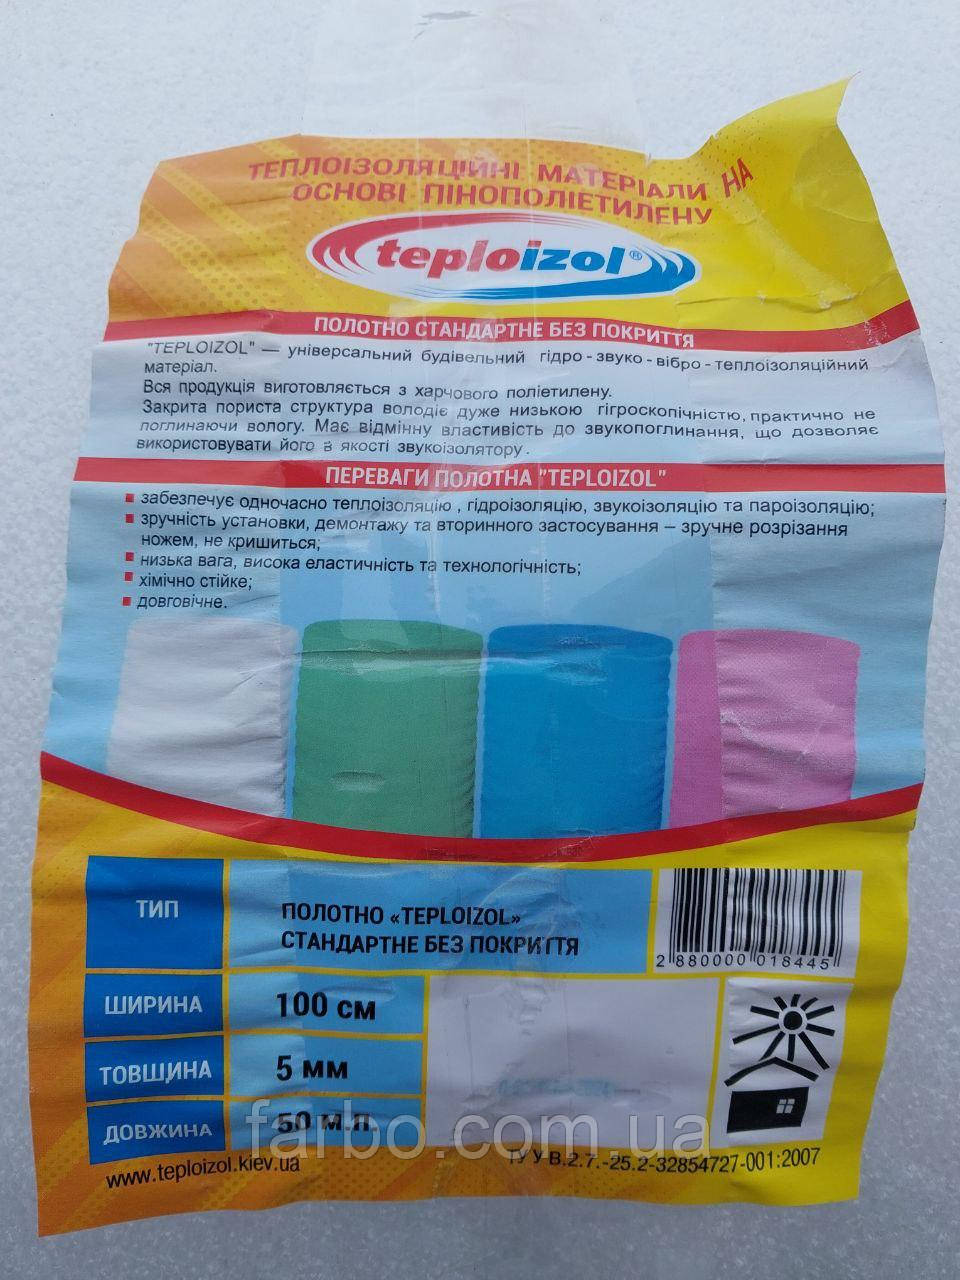 ТЕПЛОІЗОЛЯЦІЙНІ МАТЕРІАЛИ НА
ОСНОВІ ПІНОПОЛІЕТИЛЕНУ
teploizol®
ПОЛОТНО СТАНДАРТНЕ БЕЗ ПОКРИТТЯ
"TEPLOIZOL" — універсальний будівельний гідро - звуко - вібро - теплоізоляційний
матеріал.
Вся продукція виготовляється з харчового поліетилену.
Закрита пориста структура володіє дуже низькою гігроскопічністю, практично не
поглинаючи вологу. Має відмінну властивість до звукопоглинання, що дозволяє
використовувати його в якості звукоізолятору.
ПЕРЕВАГИ ПОЛОТНА "TEPLOIZOL"
забезпечує одночасно теплоізоляцію , гідроізоляцію, звукоізоляцію та пароізоляцію;
зручність установки, демонтажу та вторинного застосування – зручне розрізання
ножем, не кришиться;
низька вага, висока еластичність та технологічність;
хімічно стійке;
довговічне.
ТИП
ПОЛОТНО «TEPLOIZOL»
СТАНДАРТНЕ БЕЗ ПОКРИТТЯ
2 880000 018445
ШИРИНА
100 см
ТОВЩИНА
5 мм
ДОВЖИНА
50 м.п.
farbo.com.ua
www.teploizol.kiev.ua
ТУ У В.2.7.-25.2-32854727-001:2007